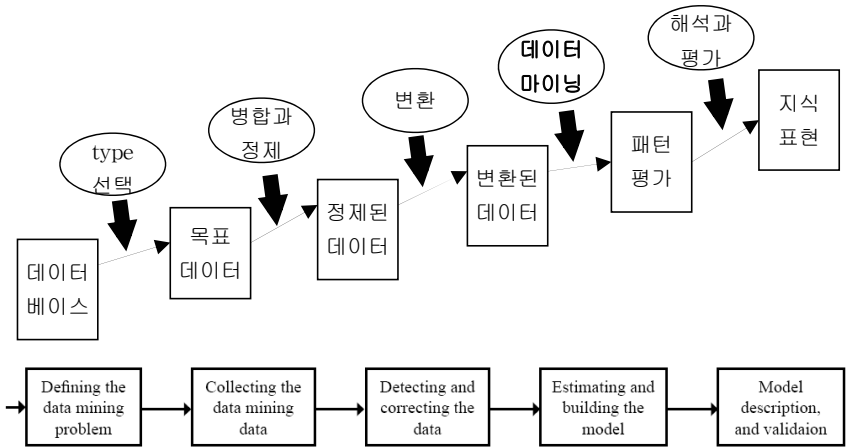 type
선택
병합과
정제
변환
데이터
마이닝
해석과
평가
데이터
베이스
목표
데이터
정제된
데이터
변환된
데이터
패턴
평가
지식
표현
Defining the
data mining
problem
Collecting the
data mining
data
Detecting and
correcting the
data
Estimating and
building the
model
Model
description,
and validaion